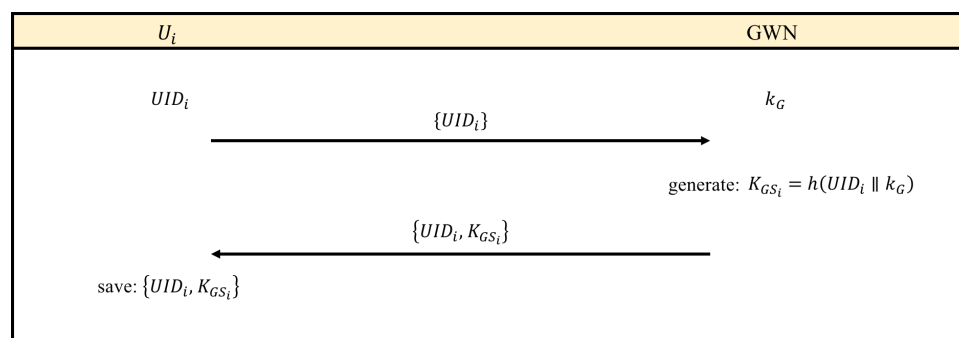 U_i GWN
UID_i k_G
{UID_i}
generate: K_{GS_i} = h(UID_i ∥ k_G)
{UID_i, K_{GS_i}}
save: {UID_i, K_{GS_i}}